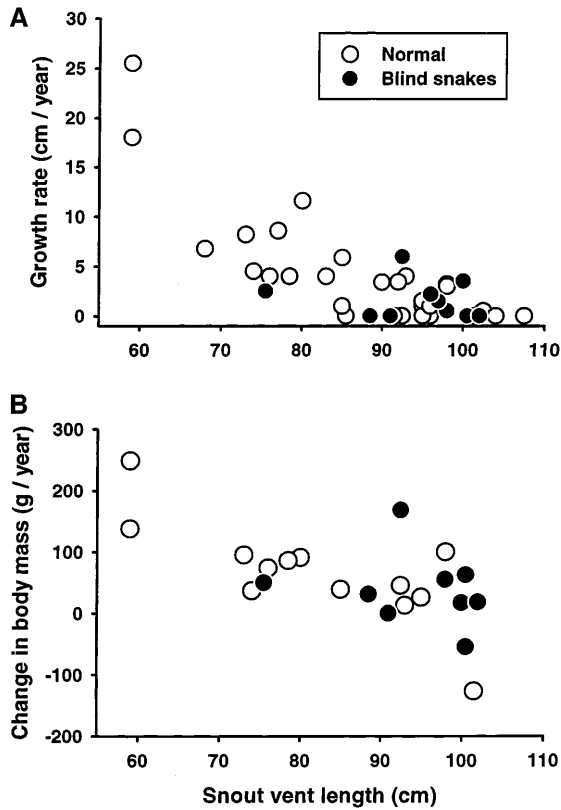 A
Growth rate (cm / year)
30
25
20
15
10
5
0
Normal
Blind snakes
60 70 80 90 100 110
B
Change in body mass (g / year)
300
200
100
0
-100
-200
60 70 80 90 100 110
Snout vent length (cm)